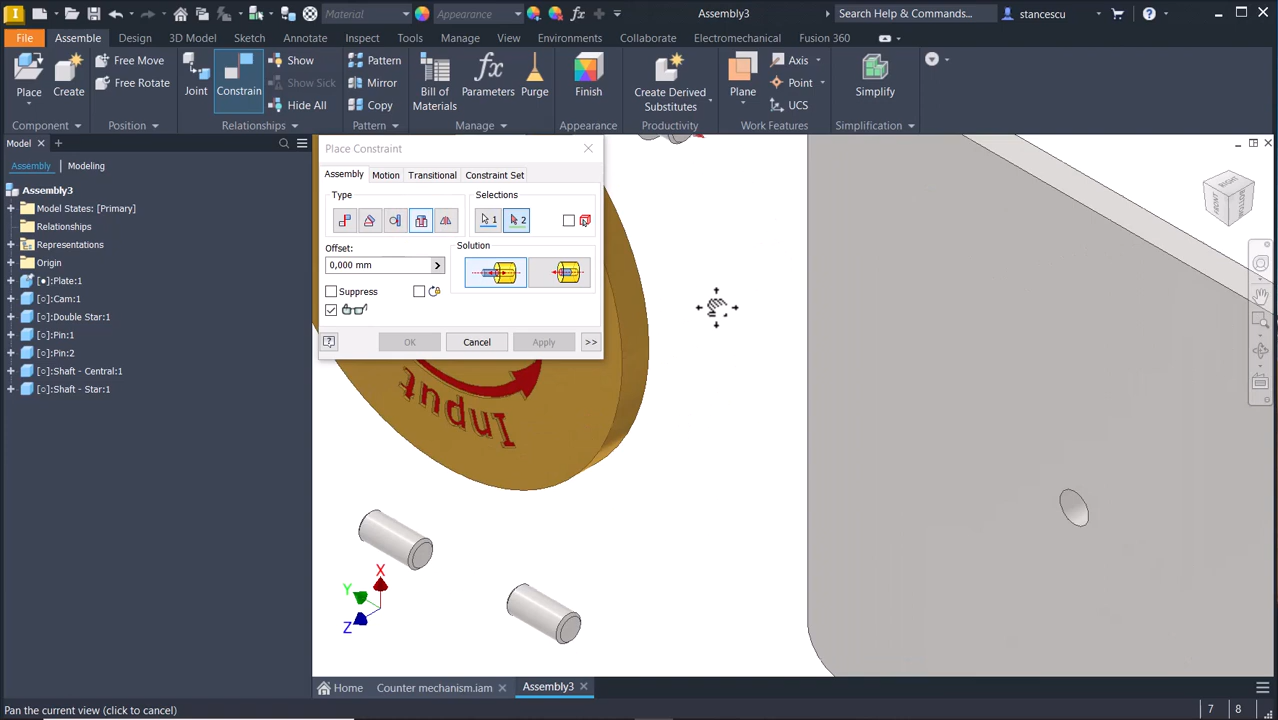 Material
Appearance
Assembly3
Search Help & Commands...
stancescu
File
Assemble
Design
3D Model
Sketch
Annotate
Inspect
Tools
Manage
View
Environments
Collaborate
Electromechanical
Fusion 360
Place
Create
Free Move
Free Rotate
Joint
Constrain
Show
Show Sick
Hide All
Pattern
Mirror
Copy
Bill of
Materials
Parameters
Purge
Finish
Create Derived
Substitutes
Plane
Axis
Point
UCS
Simplify
Component
Position
Relationships
Pattern
Manage
Appearance
Productivity
Work Features
Simplification
Model
Assembly
Modeling
Assembly3
Model States: [Primary]
Relationships
Representations
Origin
[●]:Plate:1
[○]:Cam:1
[○]:Double Star:1
[○]:Pin:1
[○]:Pin:2
[○]:Shaft - Central:1
[○]:Shaft - Star:1
Place Constraint
Assembly
Motion
Transitional
Constraint Set
Type
Selections
1
2
Offset:
0,000 mm
Solution
Suppress
OK
Cancel
Apply
>>
Input
RIGHT
FRONT
BOTTOM
X
Y
Z
Home
Counter mechanism.iam
Assembly3
Pan the current view (click to cancel)
7
8